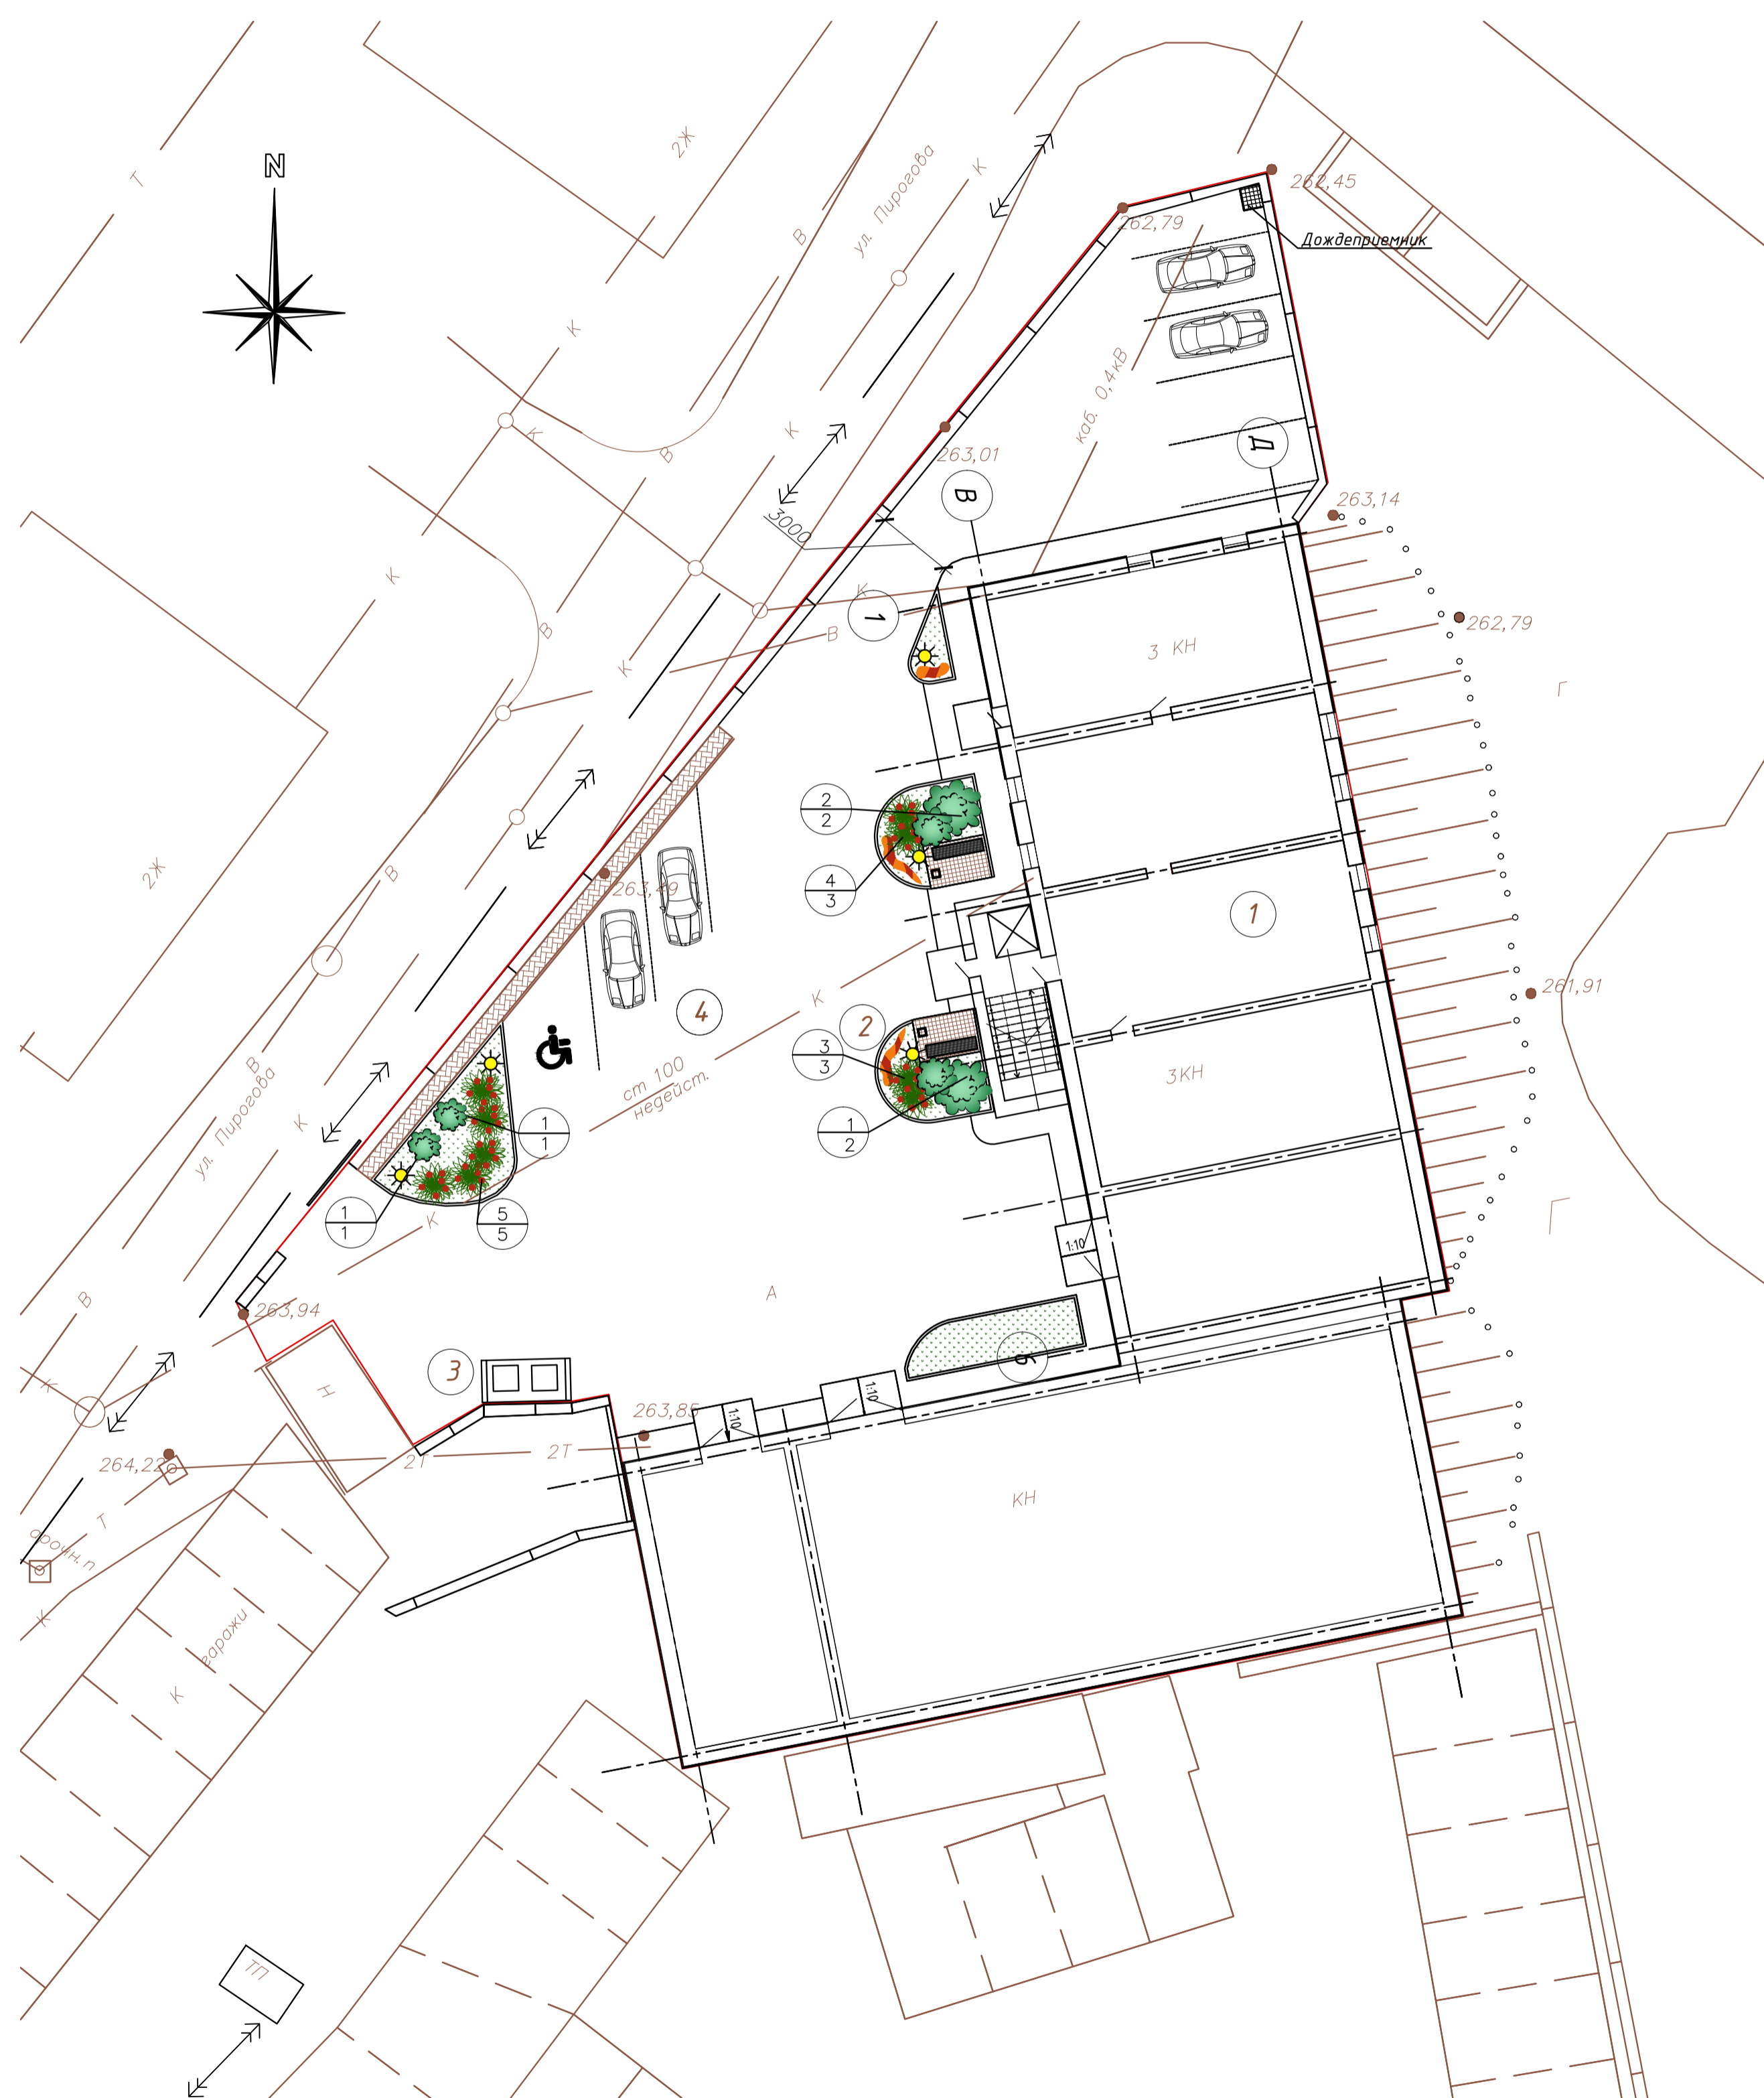 N
Т
2Ж
ул. Пирогова
К
262,45
262,79
Дождеприемник
В
К
каб. 0,4кВ
К
К
Д
В
263,01
В
263,14
3000
К
К
1
262,79
3 КН
В
В
К
Г
2
2
2Ж
В
4
3
263,49
1
4
К
261,91
2
3
3
3КН
ст 100
недейст.
В
ул. Пирогова
К
1
1
1
2
1
1
5
5
К
Г
1:10
А
В
263,94
Б
3
К
Н
1:10
1:10
263,85
2Т
2Т
264,22
КН
Т
К
гаражи
К
ТП